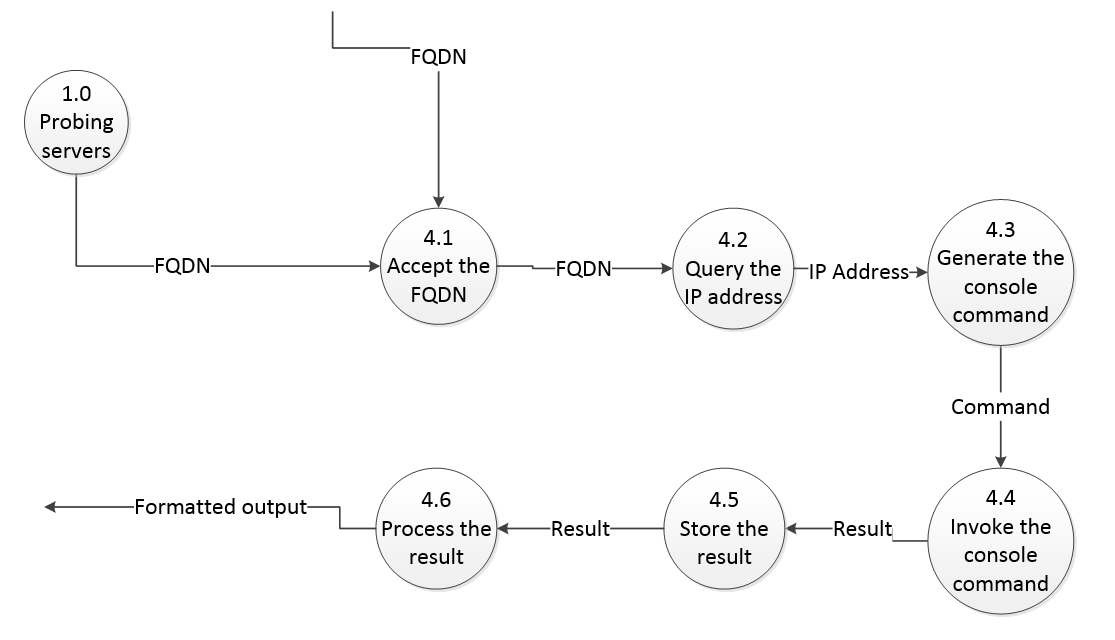 FQDN
1.0
Probing
servers
4.1
Accept the
FQDN
FQDN
FQDN
4.2
Query the
IP address
IP Address
4.3
Generate the
console
command
Command
4.4
Invoke the
console
command
Result
4.5
Store the
result
Result
4.6
Process the
result
Formatted output